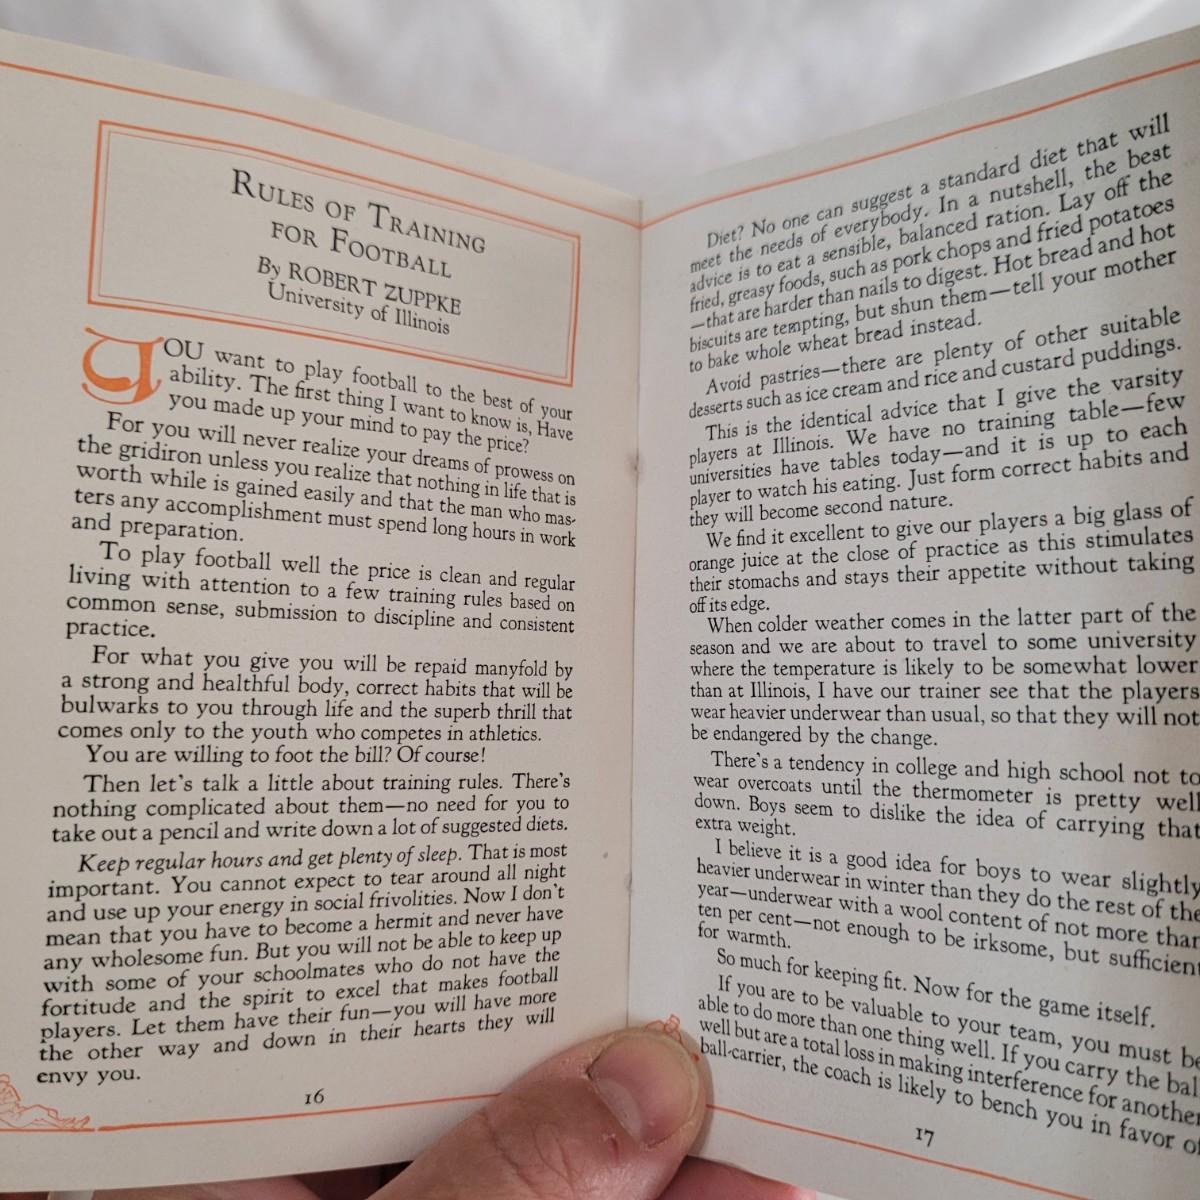 RULES OF TRAINING
FOR FOOTBALL
By ROBERT ZUPPKE
University of Illinois
YOU want to play football to the best of your
ability. The first thing I want to know is, Have
you made up your mind to pay the price?
For you will never realize your dreams of prowess on
the gridiron unless you realize that nothing in life that is
worth while is gained easily and that the man who mas-
ters any accomplishment must spend long hours in work
and preparation.
To play football well the price is clean and regular
living with attention to a few training rules based on
common sense, submission to discipline and consistent
practice.
For what you give you will be repaid manyfold by
a strong and healthful body, correct habits that will be
bulwarks to you through life and the superb thrill that
comes only to the youth who competes in athletics.
You are willing to foot the bill? Of course!
Then let's talk a little about training rules. There's
nothing complicated about them—no need for you to
take out a pencil and write down a lot of suggested diets.
Keep regular hours and get plenty of sleep. That is most
important. You cannot expect to tear around all night
and use up your energy in social frivolities. Now I don't
mean that you have to become a hermit and never have
any wholesome fun. But you will not be able to keep up
with some of your schoolmates who do not have the
fortitude and the spirit to excel that makes football
players. Let them have their fun—you will have more
the other way and down in their hearts they will
envy you.
16
Diet? No one can suggest a standard diet that will
meet the needs of everybody. In a nutshell, the best
advice is to eat a sensible, balanced ration. Lay off the
fried, greasy foods, such as pork chops and fried potatoes
—that are harder than nails to digest. Hot bread and hot
biscuits are tempting, but shun them—tell your mother
to bake whole wheat bread instead.
Avoid pastries—there are plenty of other suitable
desserts such as ice cream and rice and custard puddings.
This is the identical advice that I give the varsity
players at Illinois. We have no training table—few
universities have tables today—and it is up to each
player to watch his eating. Just form correct habits and
they will become second nature.
We find it excellent to give our players a big glass of
orange juice at the close of practice as this stimulates
their stomachs and stays their appetite without taking
off its edge.
When colder weather comes in the latter part of the
season and we are about to travel to some university
where the temperature is likely to be somewhat lower
than at Illinois, I have our trainer see that the players
wear heavier underwear than usual, so that they will not
be endangered by the change.
There's a tendency in college and high school not to
wear overcoats until the thermometer is pretty well
down. Boys seem to dislike the idea of carrying that
extra weight.
I believe it is a good idea for boys to wear slightly
heavier underwear in winter than they do the rest of the
year—underwear with a wool content of not more than
ten per cent—not enough to be irksome, but sufficient
for warmth.
So much for keeping fit. Now for the game itself.
If you are to be valuable to your team, you must be
able to do more than one thing well. If you carry the ball
well but are a total loss in making interference for another
ball-carrier, the coach is likely to bench you in favor of
17